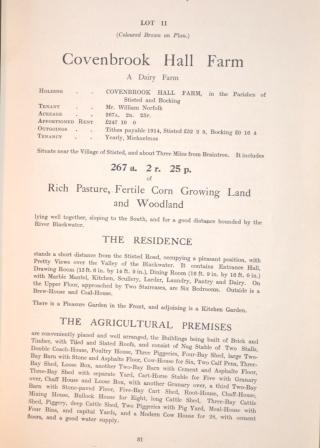 LOT 11
(Coloured Brown on Plan.)
Covenbrook Hall Farm
A Dairy Farm
HOLDING . . COVENBROOK HALL FARM, in the Parishes of
Stisted and Bocking
TENANT . . Mr. William Norfolk
ACREAGE . . 267a. 2r. 25p.
APPORTIONED RENT £247 10 0
OUTGOINGS . . Tithes payable 1914, Stisted £52 2 8, Bocking £0 16 4
TENANCY . . Yearly, Michaelmas
Situate near the Village of Stisted, and about Three Miles from Braintree. It includes
267 a. 2 r. 25 p.
of
Rich Pasture, Fertile Corn Growing Land
and Woodland
lying well together, sloping to the South, and for a good distance bounded by the
River Blackwater.
THE RESIDENCE
stands a short distance from the Stisted Road, occupying a pleasant position, with
Pretty Views over the Valley of the Blackwater. It contains Entrance Hall,
Drawing Room (15 ft. 6 in. by 14 ft. 9 in.), Dining Room (18 ft. 9 in. by 16 ft. 9 in.)
with Marble Mantel, Kitchen, Scullery, Larder, Laundry, Pantry and Dairy. On
the Upper Floor, approached by Two Staircases, are Six Bedrooms. Outside is a
Brew-House and Coal-House.
There is a Pleasure Garden in the Front, and adjoining is a Kitchen Garden.
THE AGRICULTURAL PREMISES
are conveniently placed and well arranged, the Buildings being built of Brick and
Timber, with Tiled and Slated Roofs, and consist of Nag Stable of Two Stalls,
Double Coach-House, Poultry House, Three Piggeries, Four-Bay Shed, large Two-
Bay Barn with Stone and Asphalte Floor, Cow-House for Six, Two Calf Pens, Three-
Bay Shed, Loose Box, another Two-Bay Barn with Cement and Asphalte Floor,
Three-Bay Shed with separate Yard, Cart-Horse Stable for Five with Granary
over, Chaff House and Loose Box, with another Granary over, a third Two-Bay
Barn with Stone-paved Floor, Five-Bay Cart Shed, Root-House, Chaff-House,
Mixing House, Bullock House for Eight, long Cattle Shed, Three-Bay Cattle
Shed, Piggery, deep Cattle Shed, Two Piggeries with Pig Yard, Meal-House with
Four Bins, and capital Yards, and a Modern Cow House for 28, with cement
floors, and a good water supply.
31